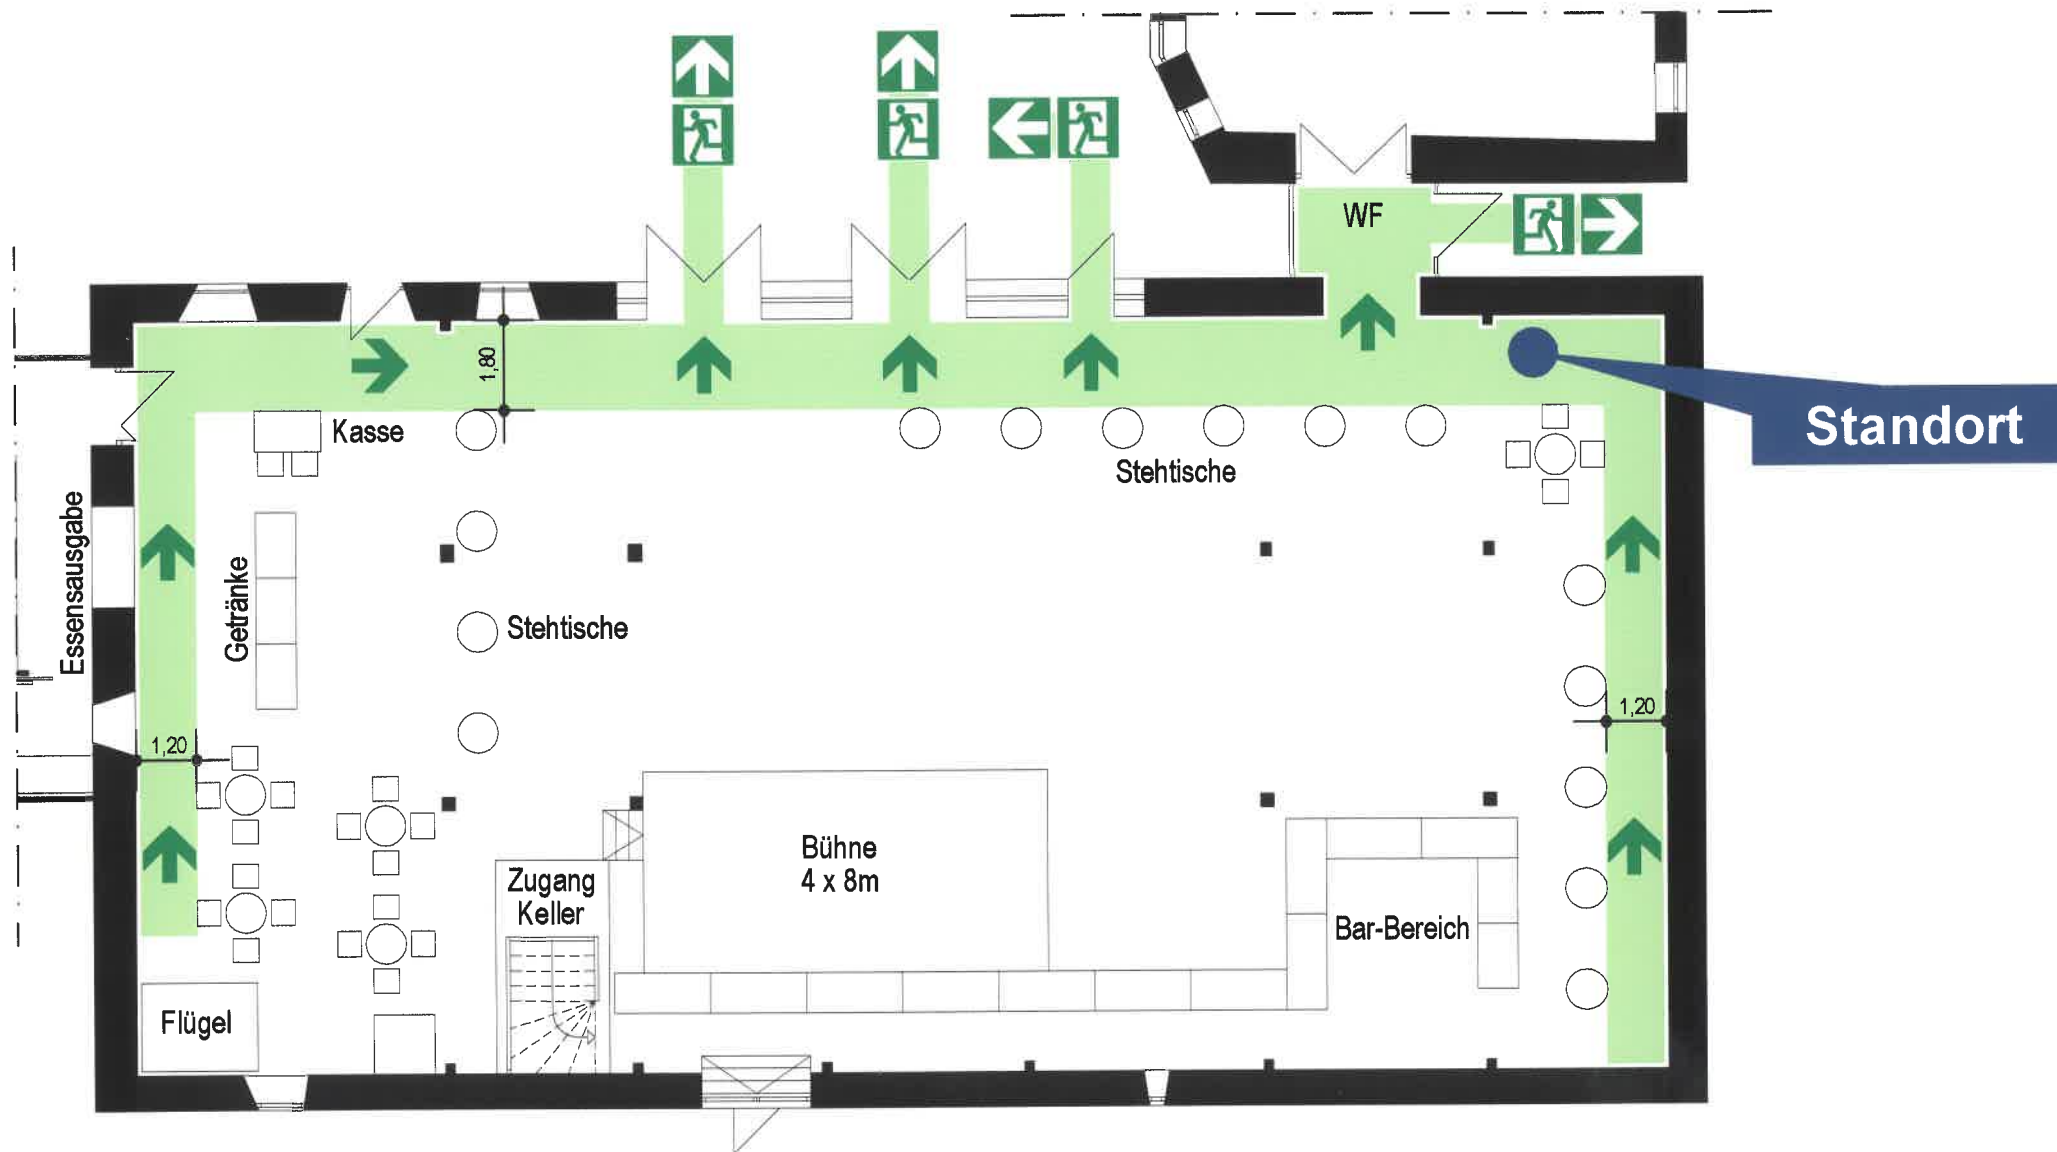 WF
1,80
Standort
Kasse
Stehtische
Essensausgabe
Getränke
Stehtische
1,20
1,20
Bühne
4 x 8m
Zugang
Keller
Bar-Bereich
Flügel